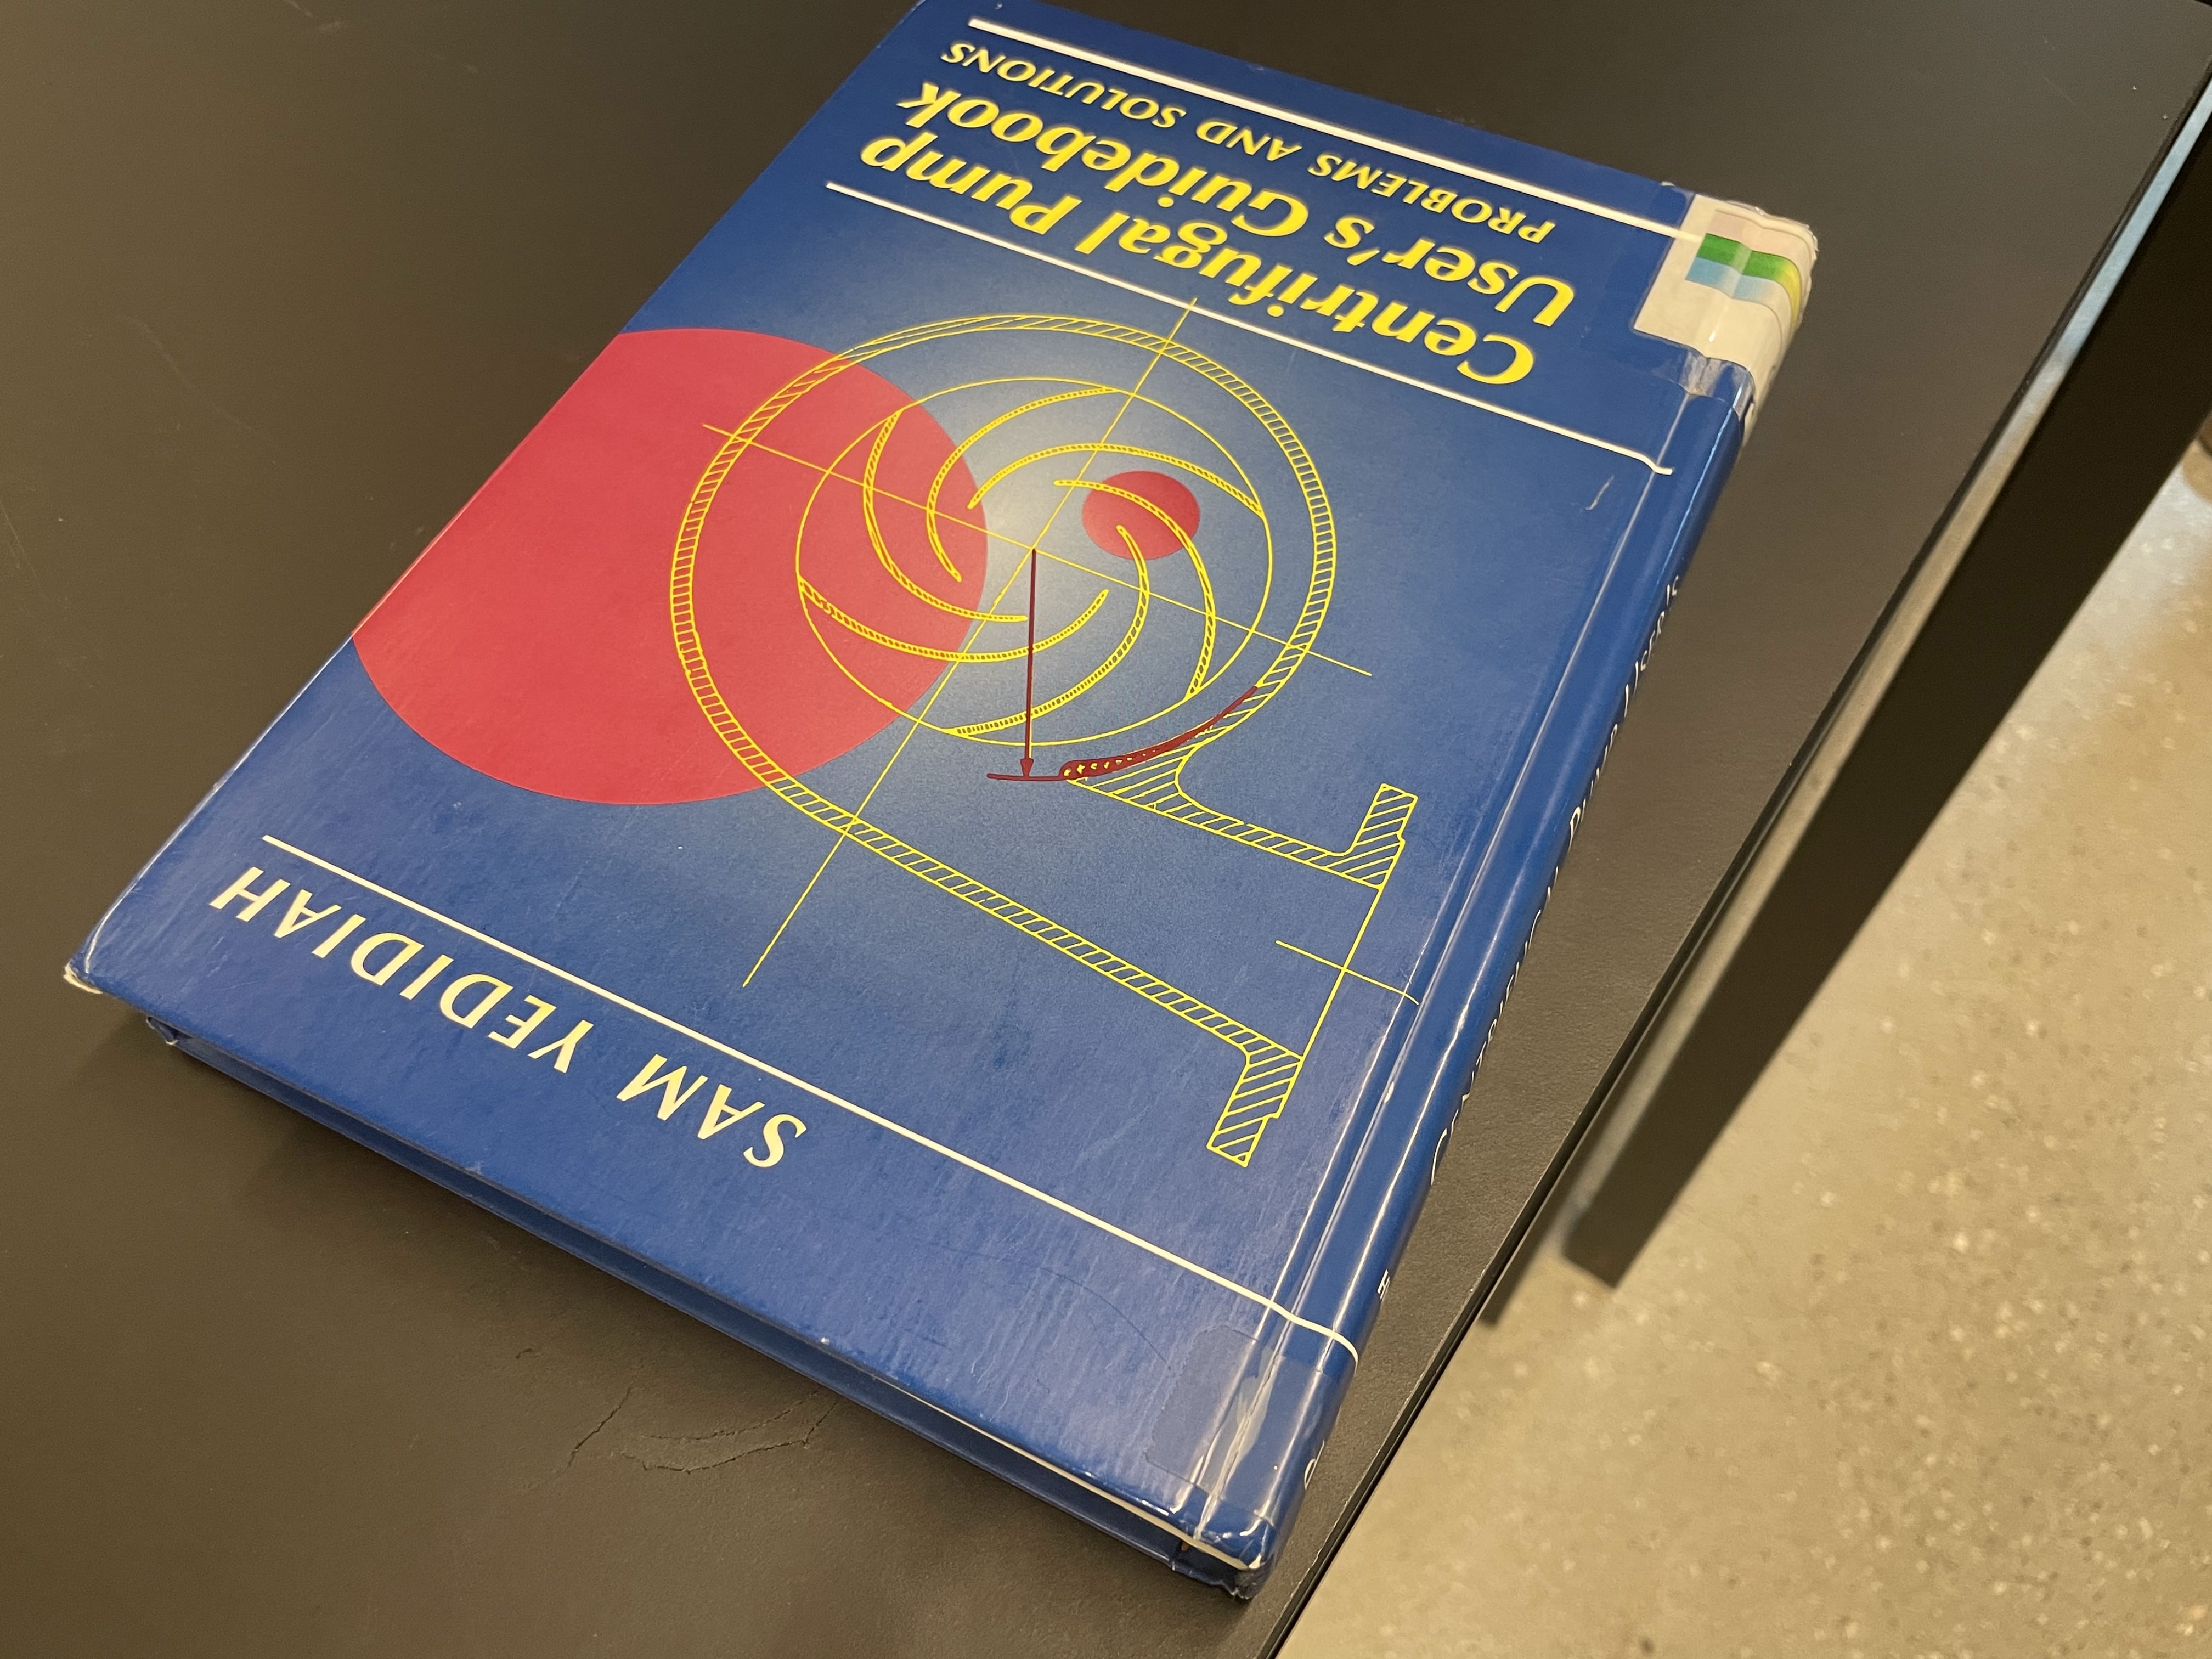 Centrifugal Pump
User's Guidebook
PROBLEMS AND SOLUTIONS
SAM YEDIDIAH